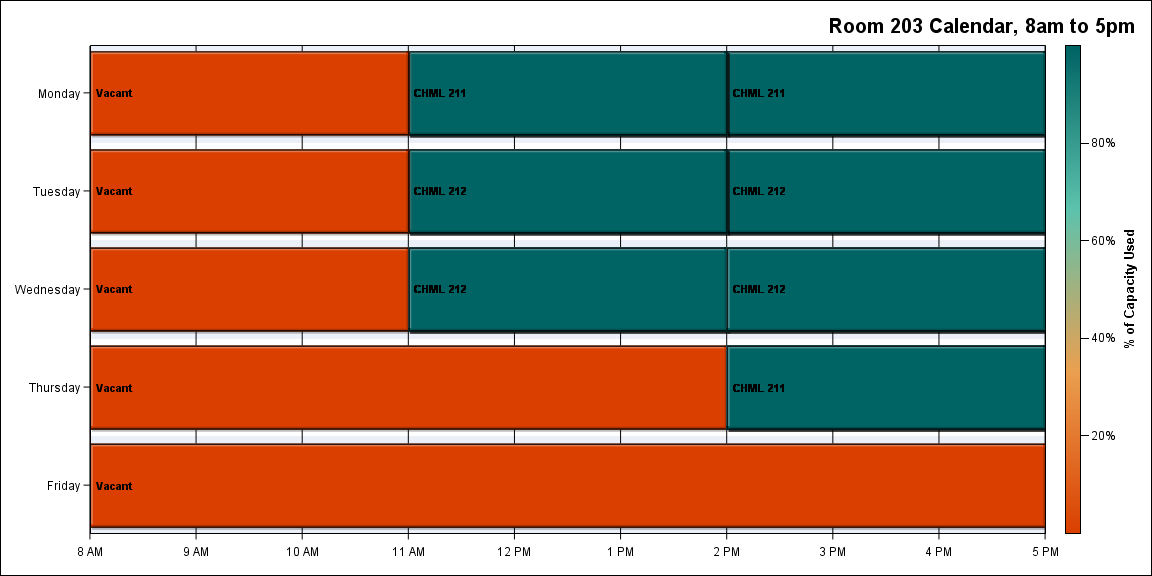 Room 203 Calendar, 8am to 5pm
Monday
Vacant
CHML 211
CHML 211
Tuesday
Vacant
CHML 212
CHML 212
Wednesday
Vacant
CHML 212
CHML 212
Thursday
Vacant
CHML 211
Friday
Vacant
8 AM
9 AM
10 AM
11 AM
12 PM
1 PM
2 PM
3 PM
4 PM
5 PM
80%
60%
40%
20%
% of Capacity Used